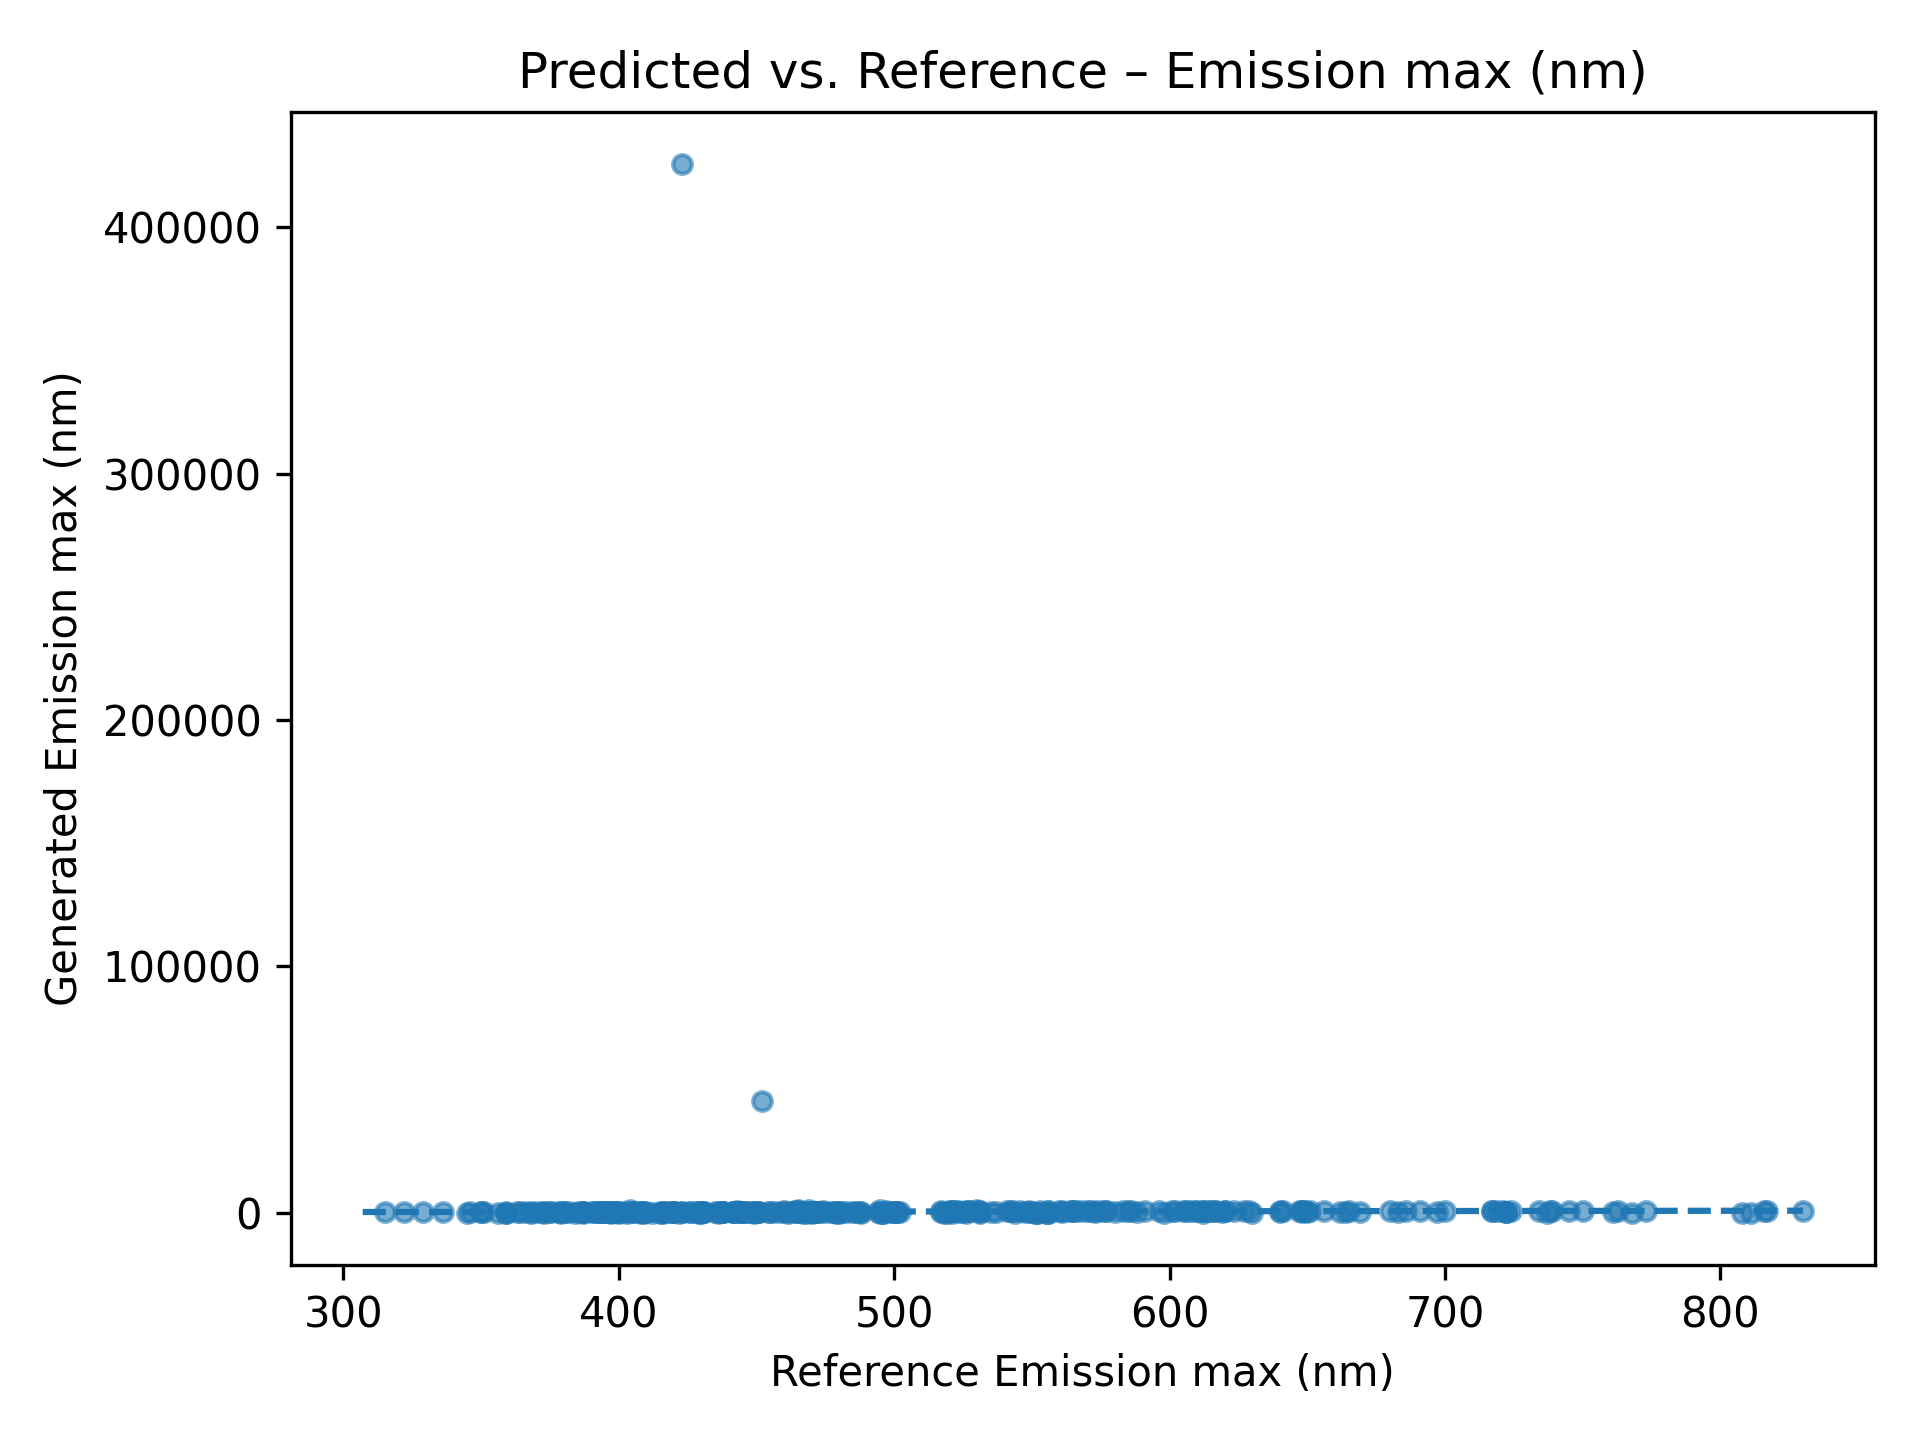 Predicted vs. Reference – Emission max (nm)
Generated Emission max (nm)
400000
300000
200000
100000
0
300 400 500 600 700 800
Reference Emission max (nm)